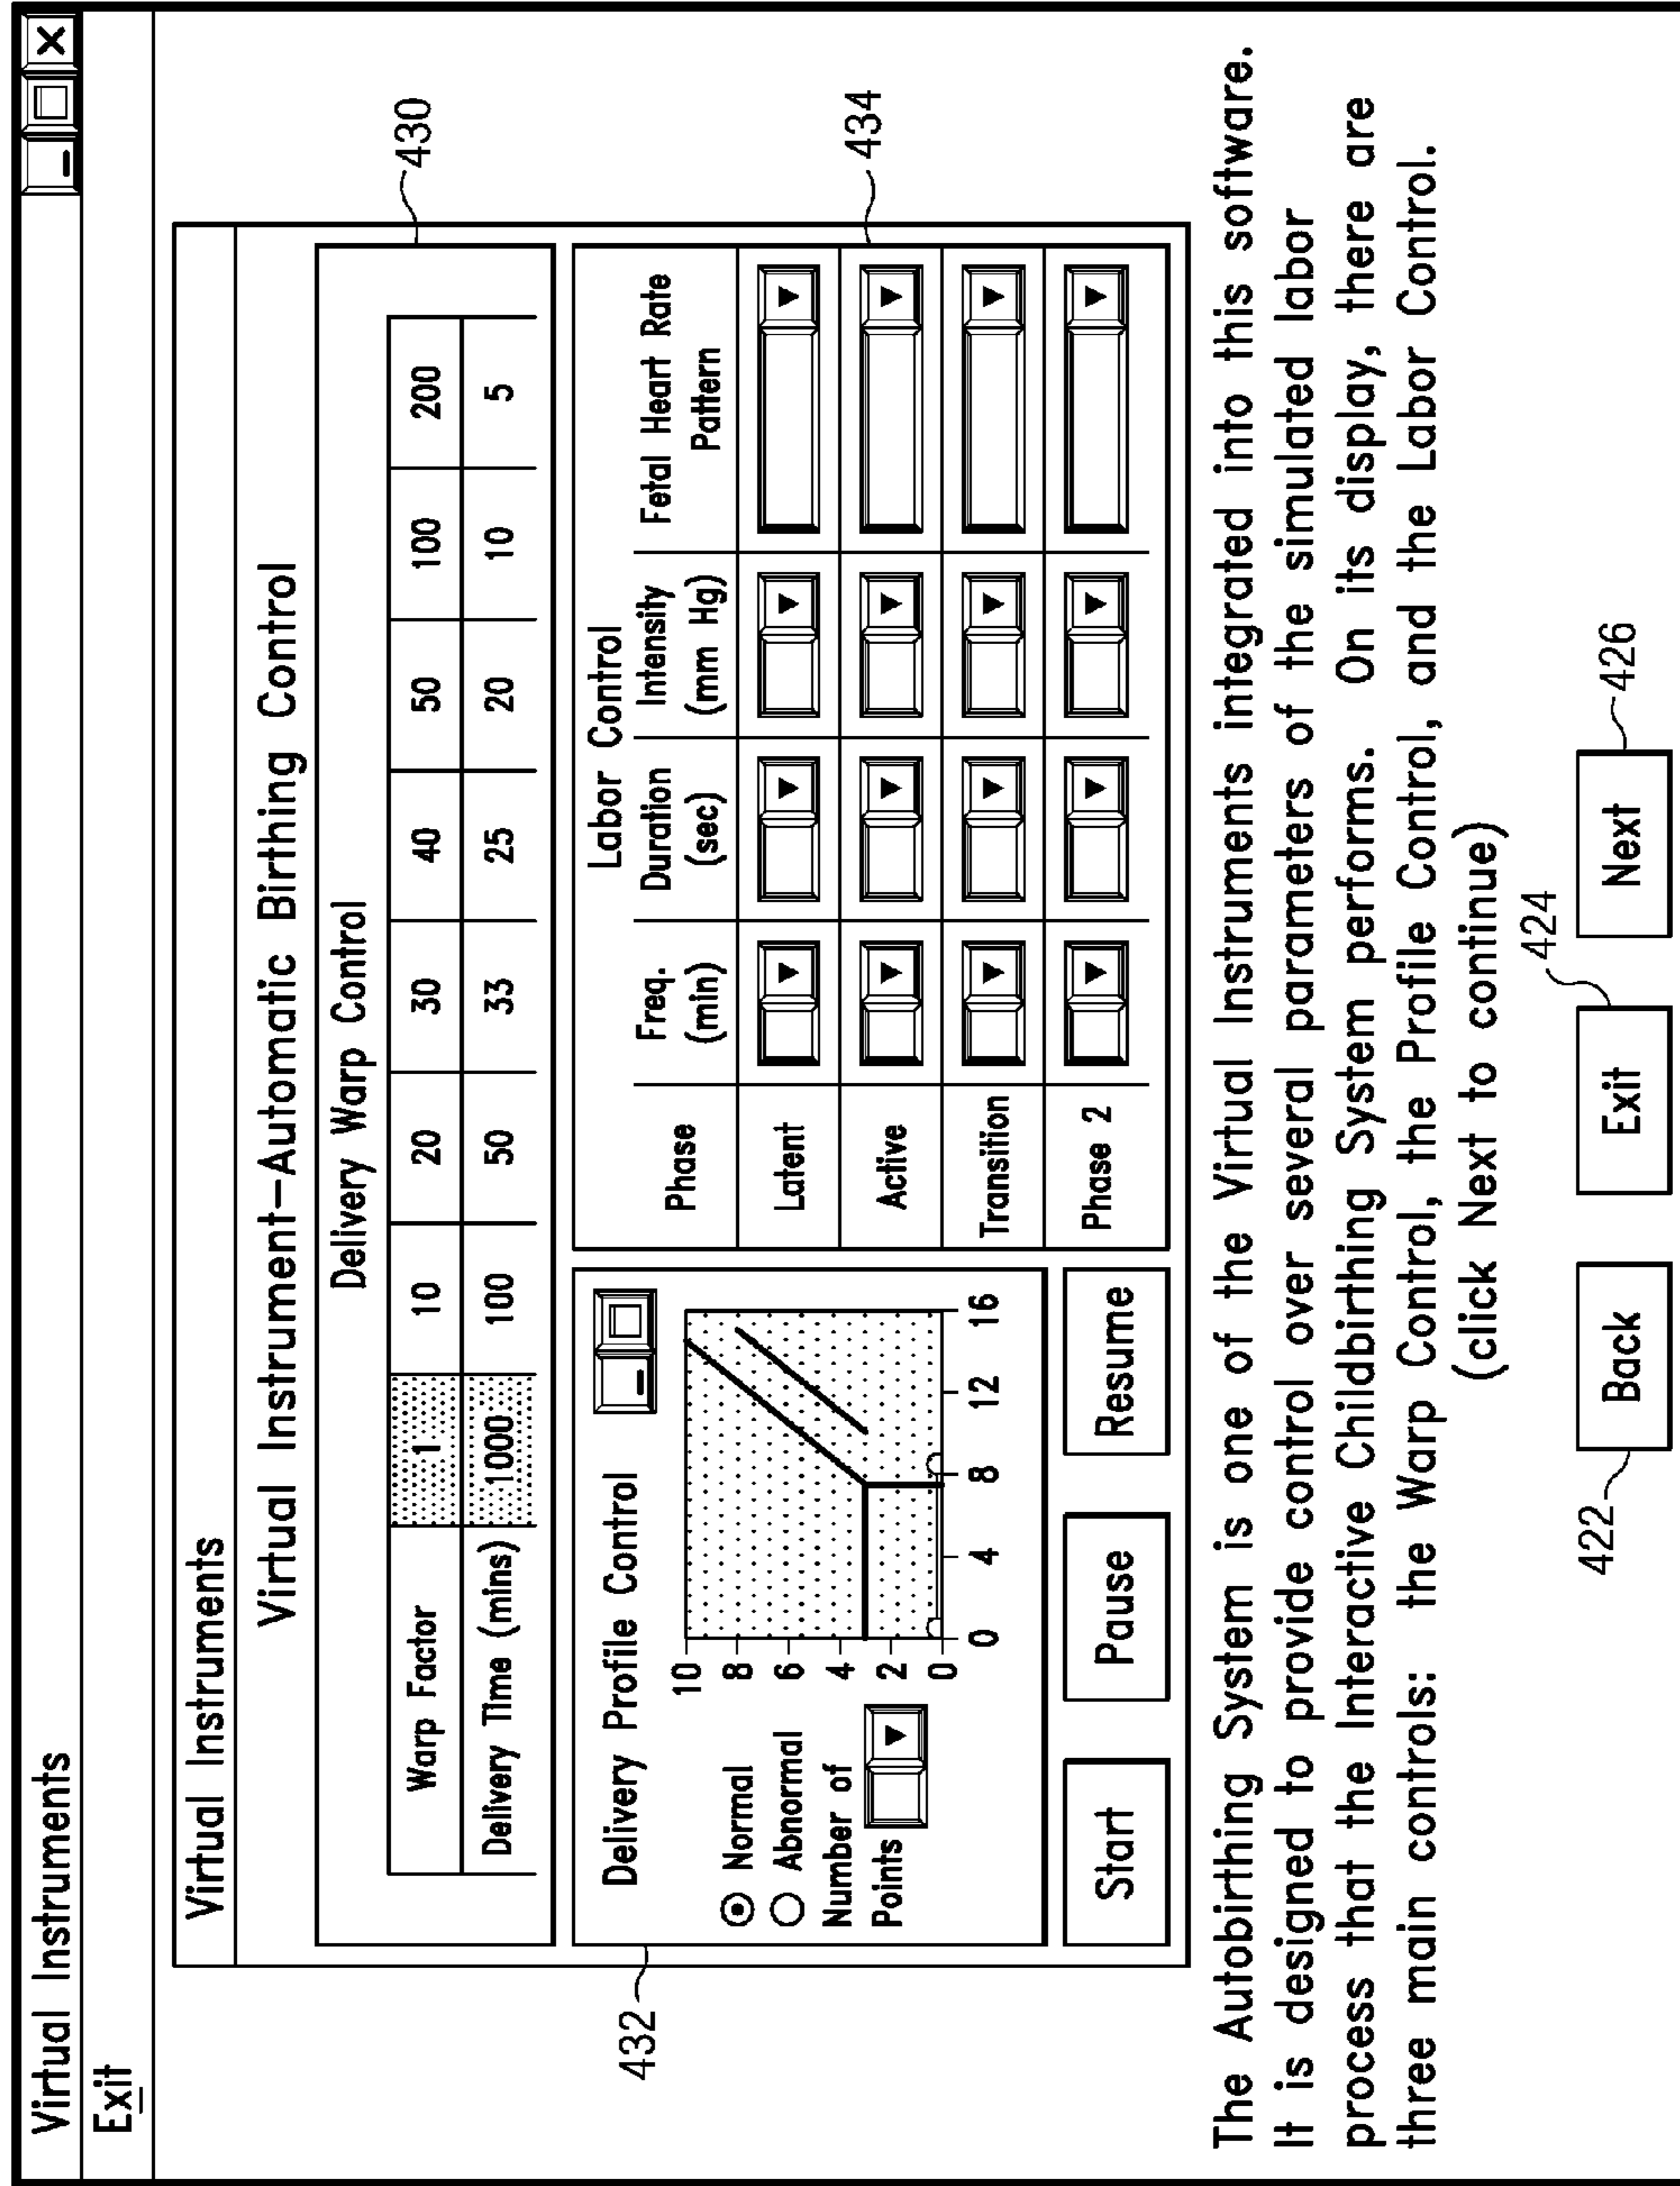 Virtual Instruments
Exit
Virtual Instruments
Virtual Instrument–Automatic Birthing Control
Delivery Warp Control
Warp Factor 1 10 20 30 40 50 100 200
Delivery Time (mins) 1000 100 50 33 25 20 10 5
430
Delivery Profile Control
Normal
Abnormal
Number of
Points
10
8
6
4
2
0
0 4 8 12 16
432
Start Pause Resume
Labor Control
Phase Freq. (min) Duration (sec) Intensity (mm Hg) Fetal Heart Rate Pattern
Latent
Active
Transition
Phase 2
434
The Autobirthing System is one of the Virtual Instruments integrated into this software.
It is designed to provide control over several parameters of the simulated labor
process that the Interactive Childbirthing System performs. On its display, there are
three main controls: the Warp Control, the Profile Control, and the Labor Control.
(click Next to continue)
422 Back
424 Exit
426 Next